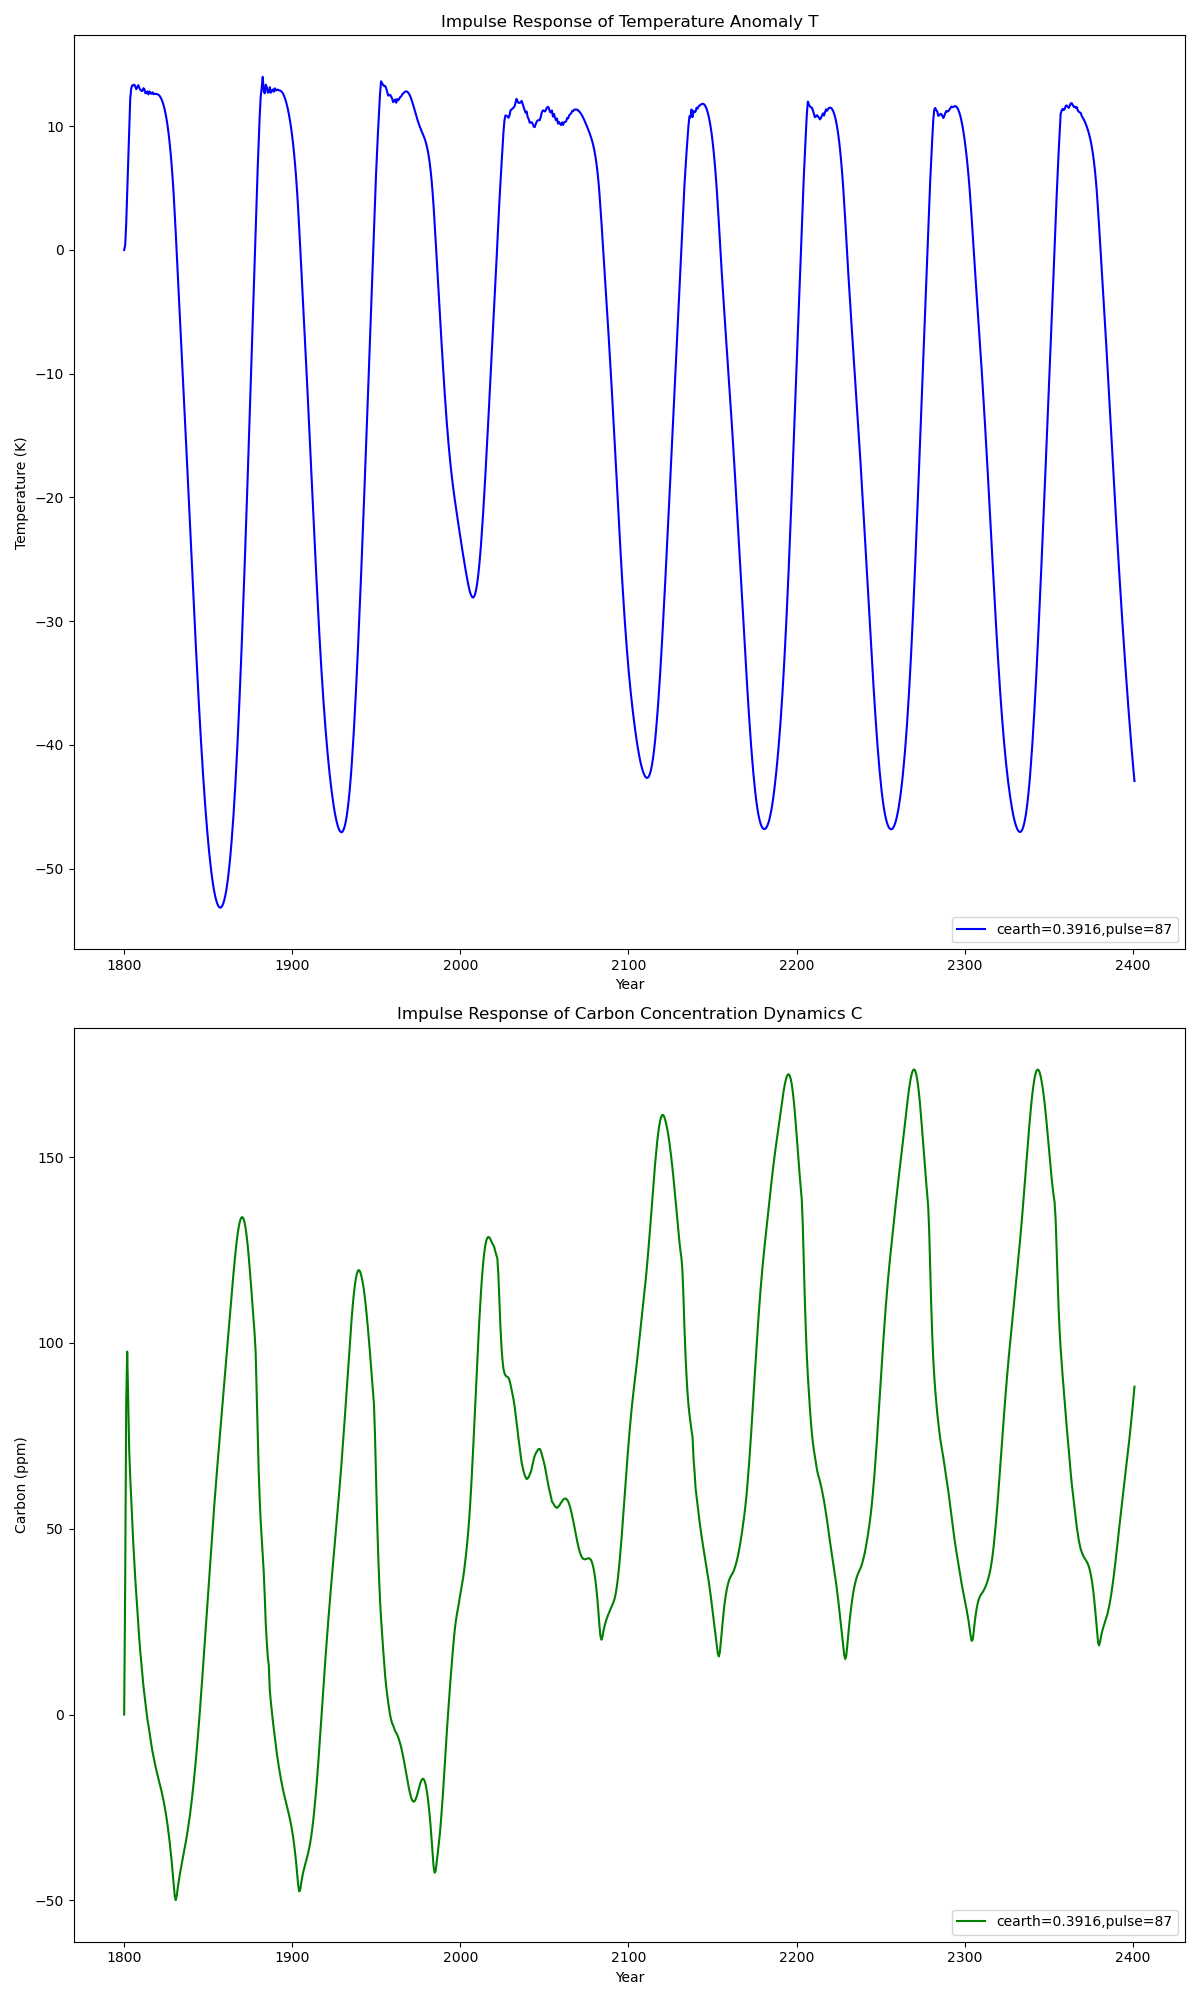 Impulse Response of Temperature Anomaly T
Temperature (K)
10
0
−10
−20
−30
−40
−50
cearth=0.3916,pulse=87
1800 1900 2000 2100 2200 2300 2400
Year
Impulse Response of Carbon Concentration Dynamics C
Carbon (ppm)
150
100
50
0
−50
cearth=0.3916,pulse=87
1800 1900 2000 2100 2200 2300 2400
Year